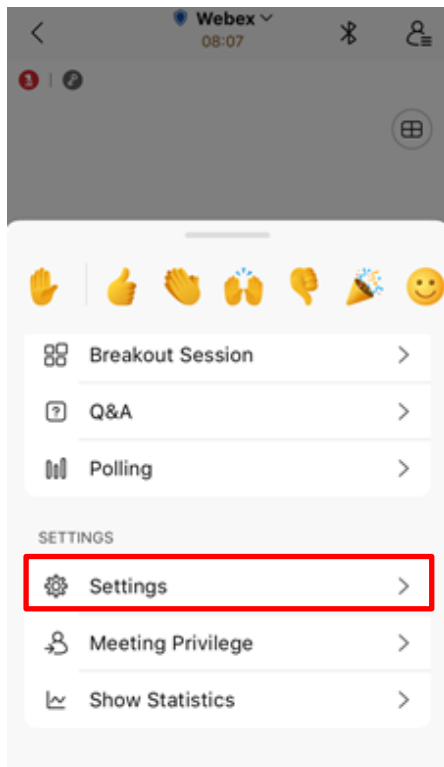 Webex
08:07
Breakout Session
Q&A
Polling
SETTINGS
Settings
Meeting Privilege
Show Statistics